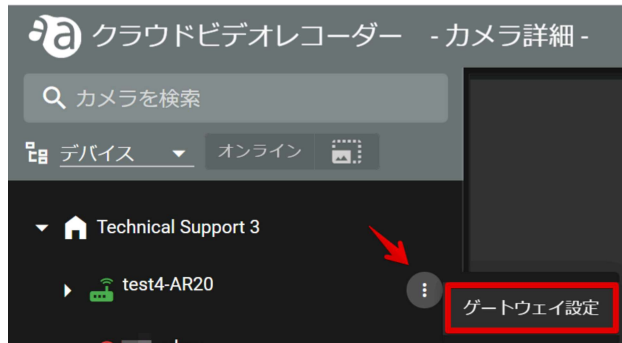 クラウドビデオレコーダー - カメラ詳細 -
カメラを検索
デバイス オンライン
Technical Support 3
test4-AR20
ゲートウェイ設定